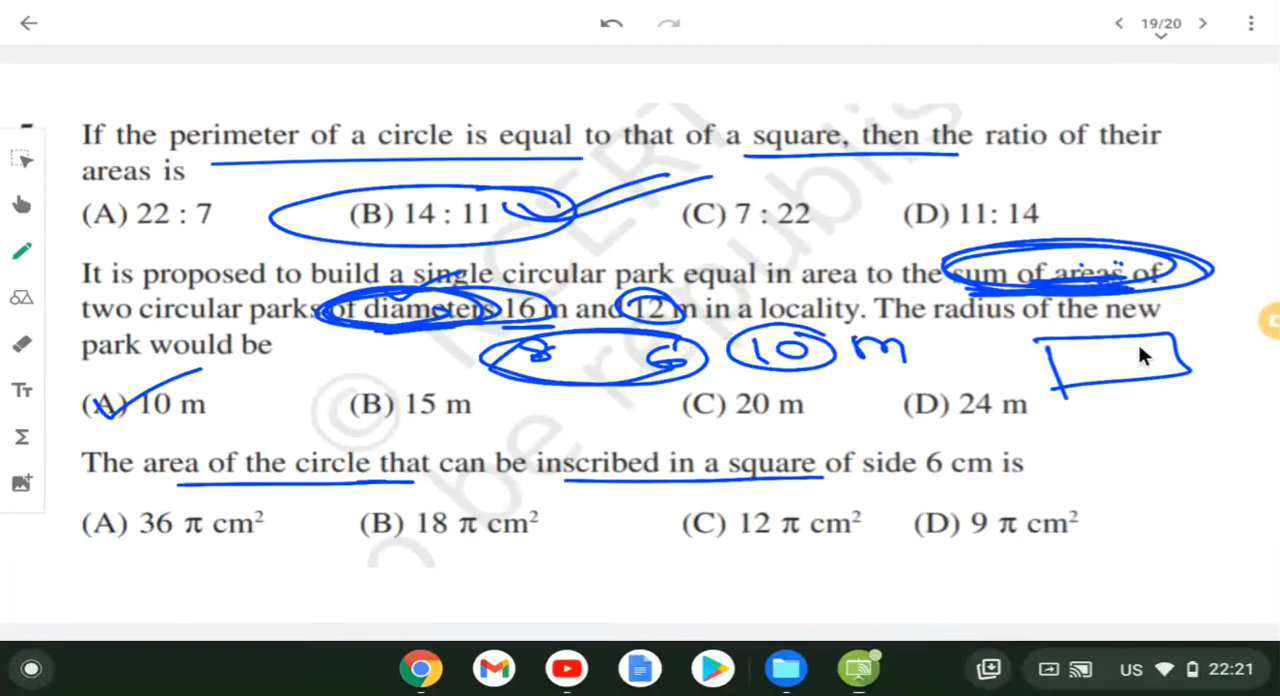 19/20
If the perimeter of a circle is equal to that of a square, then the ratio of their
areas is
(A) 22 : 7 (B) 14 : 11 (C) 7 : 22 (D) 11: 14
It is proposed to build a single circular park equal in area to the sum of areas of
two circular parks of diameters 16 m and 12 m in a locality. The radius of the new
park would be
8 6 10 m
(A) 10 m (B) 15 m (C) 20 m (D) 24 m
The area of the circle that can be inscribed in a square of side 6 cm is
(A) 36 π cm² (B) 18 π cm² (C) 12 π cm² (D) 9 π cm²
© NCERT
be republis
US 22:21